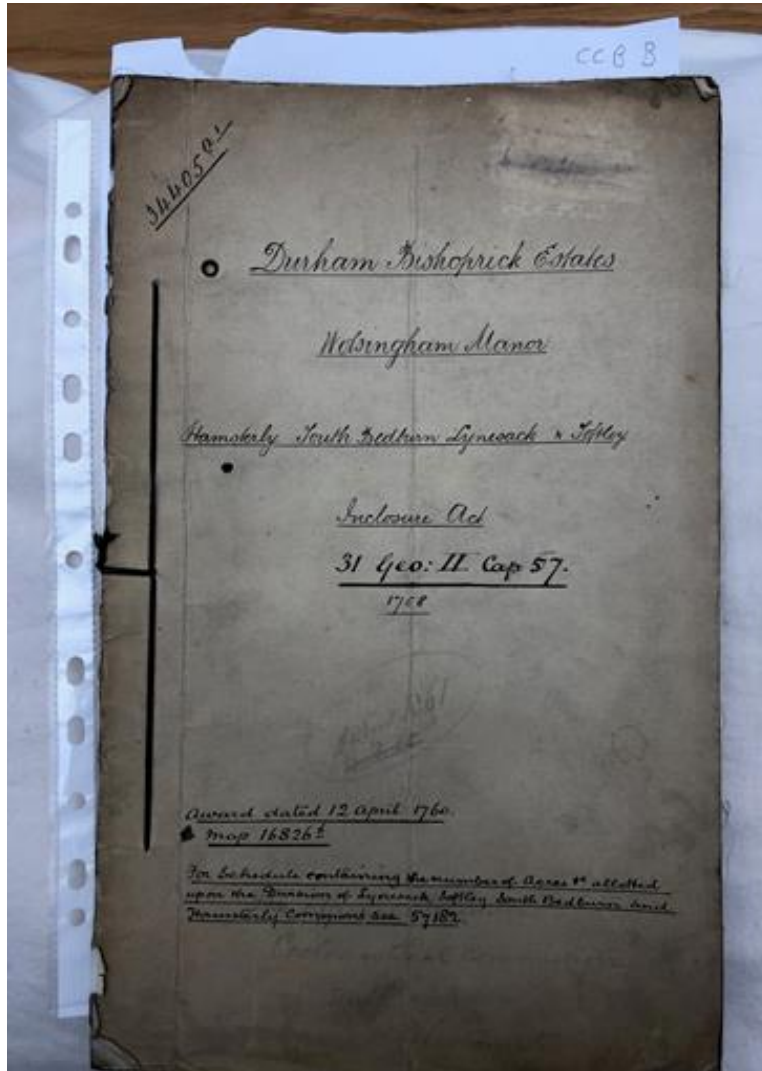 CCB B
34405
Durham Bishoprick Estates
Wolsingham Manor
Hamsterly South Bedburn Lynesack & Softley
Inclosure Act
31 Geo: II. Cap 57.
1758
Award dated 12 April 1760.
Map 16826
For Schedule containing the number of Acres &c allotted
upon the Division of Lynesack, Softley South Bedburn and
Hamsterly Commons see 57182